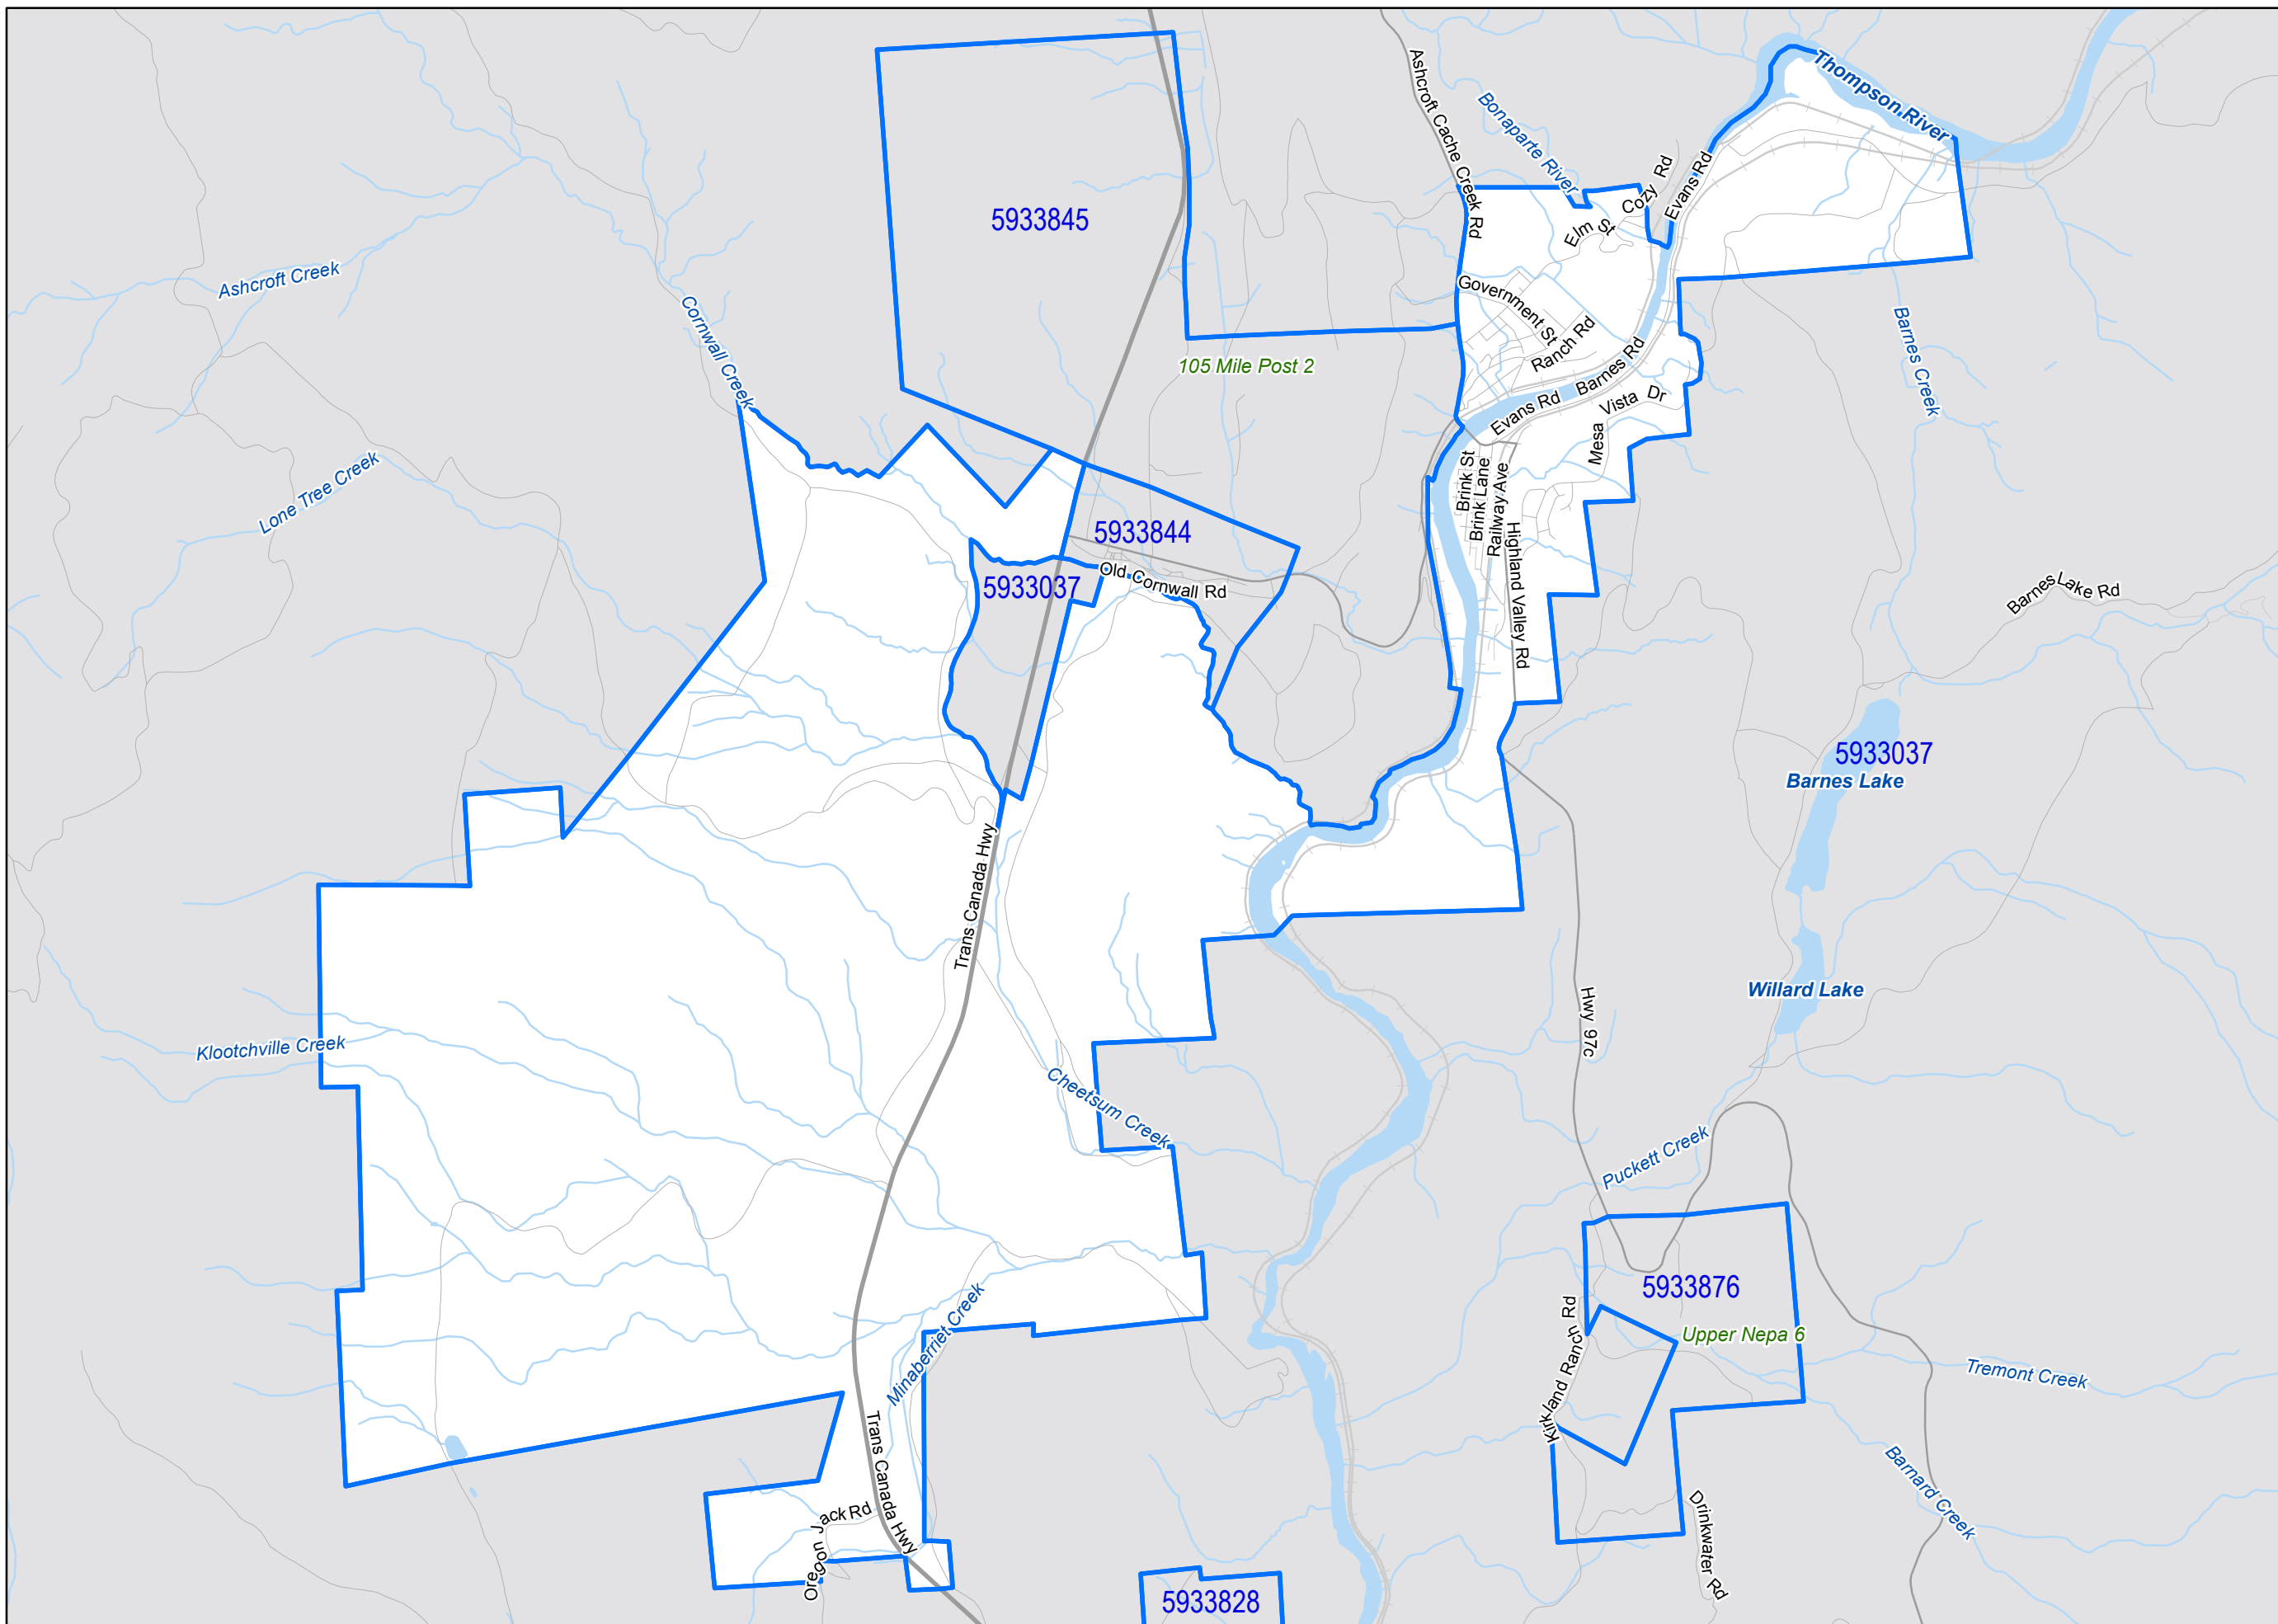 Thompson River
Ashcroft Cache Creek Rd
Bonaparte River
Cozy Rd
Evans Rd
5933845
Elm St
Ashcroft Creek
Cornwall Creek
Government St
Ranch Rd
Barnes Creek
105 Mile Post 2
Barnes Rd
Evans Rd
Vista Dr
Mesa
Lone Tree Creek
Brink St
Brink Lane
Railway Ave
5933844
Old Cornwall Rd
5933037
Highland Valley Rd
Barnes Lake Rd
5933037
Barnes Lake
Trans Canada Hwy
Willard Lake
Hwy 97c
Klootchville Creek
Cheetsum Creek
Puckett Creek
5933876
Upper Nepa 6
Kirk-land Ranch Rd
Minaberriet Creek
Tremont Creek
Trans Canada Hwy
Barnard Creek
Oregon Jack Rd
Drinkwater Rd
5933828